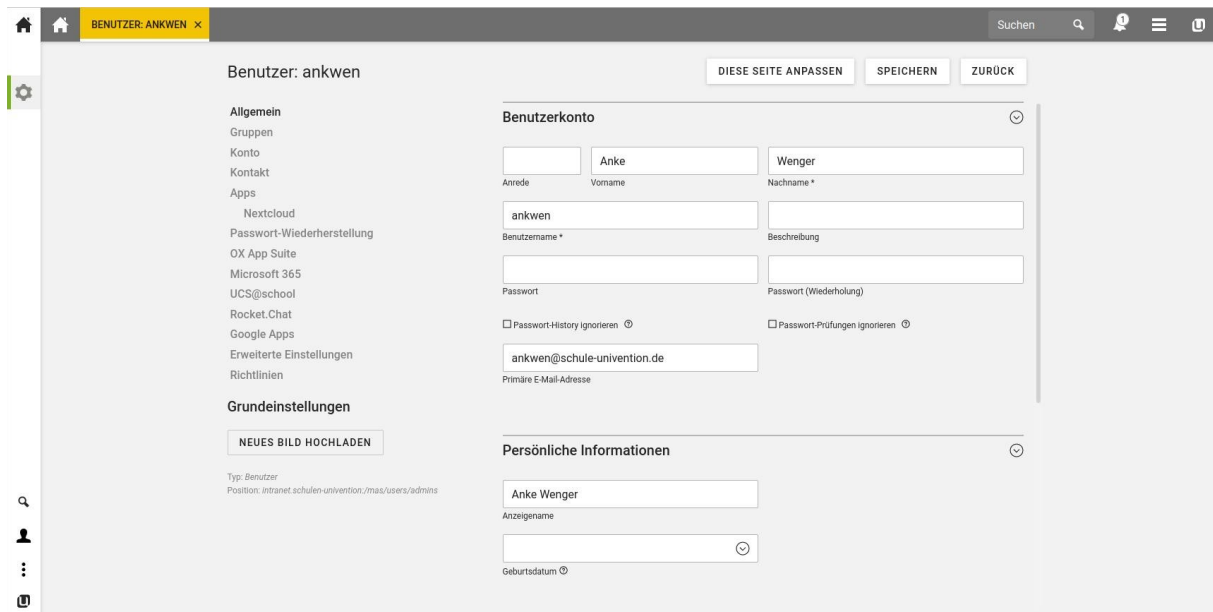 BENUTZER: ANKWEN ×
Suchen
1
Benutzer: ankwen
DIESE SEITE ANPASSEN
SPEICHERN
ZURÜCK
Allgemein
Gruppen
Konto
Kontakt
Apps
Nextcloud
Passwort-Wiederherstellung
OX App Suite
Microsoft 365
UCS@school
Rocket.Chat
Google Apps
Erweiterte Einstellungen
Richtlinien
Grundeinstellungen
NEUES BILD HOCHLADEN
Typ: Benutzer
Position: intranet.schulen-univention:/mas/users/admins
Benutzerkonto
Anke
Wenger
Anrede
Vorname
Nachname *
ankwen
Benutzername *
Beschreibung
Passwort
Passwort (Wiederholung)
Passwort-History ignorieren
Passwort-Prüfungen ignorieren
ankwen@schule-univention.de
Primäre E-Mail-Adresse
Persönliche Informationen
Anke Wenger
Anzeigename
Geburtsdatum